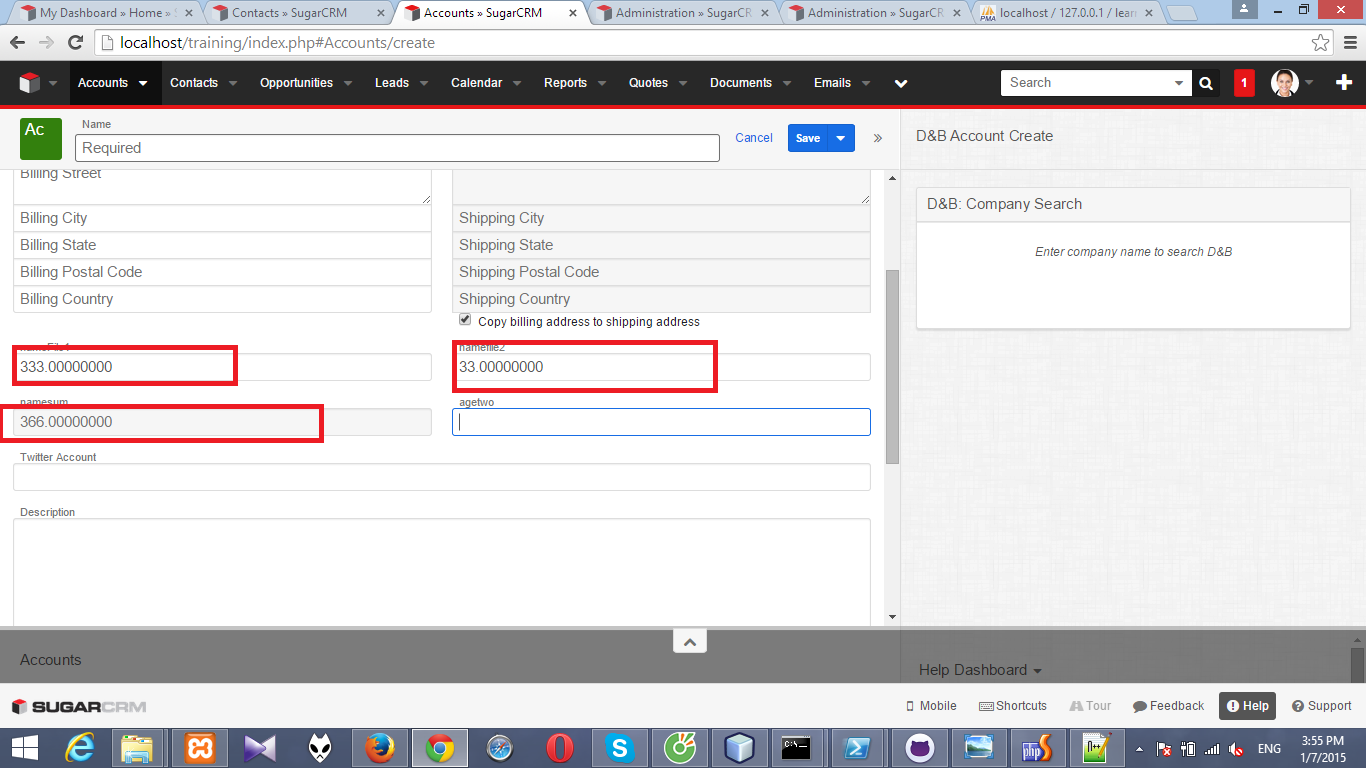 My Dashboard » Home » S
Contacts » SugarCRM
Accounts » SugarCRM
Administration » SugarCR
Administration » SugarCR
localhost / 127.0.0.1 / lear
localhost/training/index.php#Accounts/create
Accounts Contacts Opportunities Leads Calendar Reports Quotes Documents Emails
Search
1
Ac
Name
Required
Cancel
Save
D&B Account Create
Billing Street
Billing City
Billing State
Billing Postal Code
Billing Country
Shipping City
Shipping State
Shipping Postal Code
Shipping Country
Copy billing address to shipping address
D&B: Company Search
Enter company name to search D&B
333.00000000
namefile2
33.00000000
namesum
366.00000000
agetwo
Twitter Account
Description
Accounts
Help Dashboard
SUGARCRM
Mobile
Shortcuts
Tour
Feedback
Help
Support
ENG
3:55 PM
1/7/2015